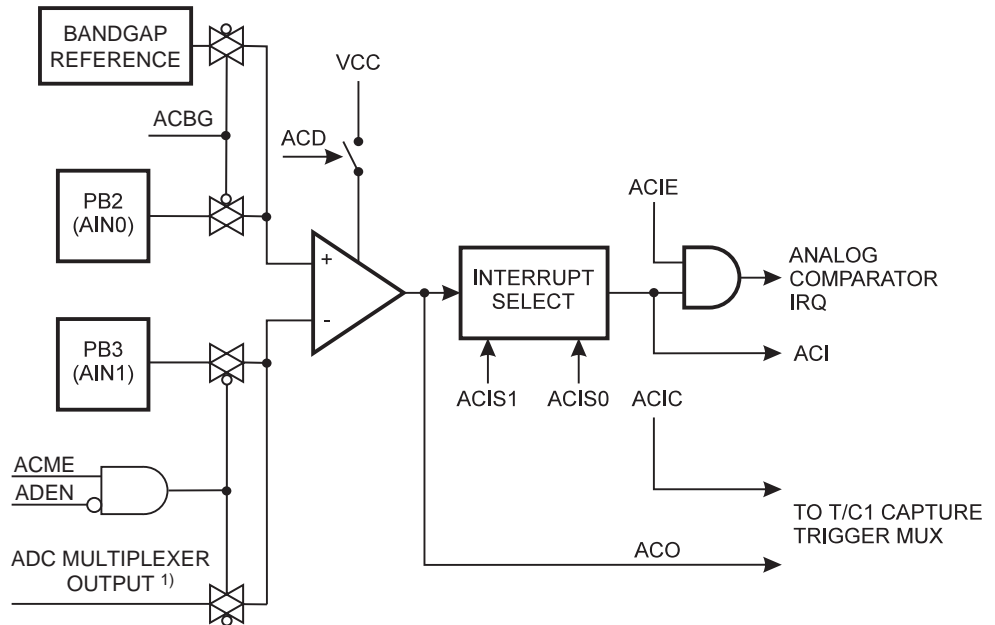 BANDGAP
REFERENCE
VCC
ACBG
ACD
PB2
(AIN0)
ACIE
+
INTERRUPT
SELECT
ANALOG
COMPARATOR
IRQ
-
PB3
(AIN1)
ACI
ACIS1
ACIS0
ACIC
ACME
ADEN
TO T/C1 CAPTURE
TRIGGER MUX
ADC MULTIPLEXER
OUTPUT 1)
ACO